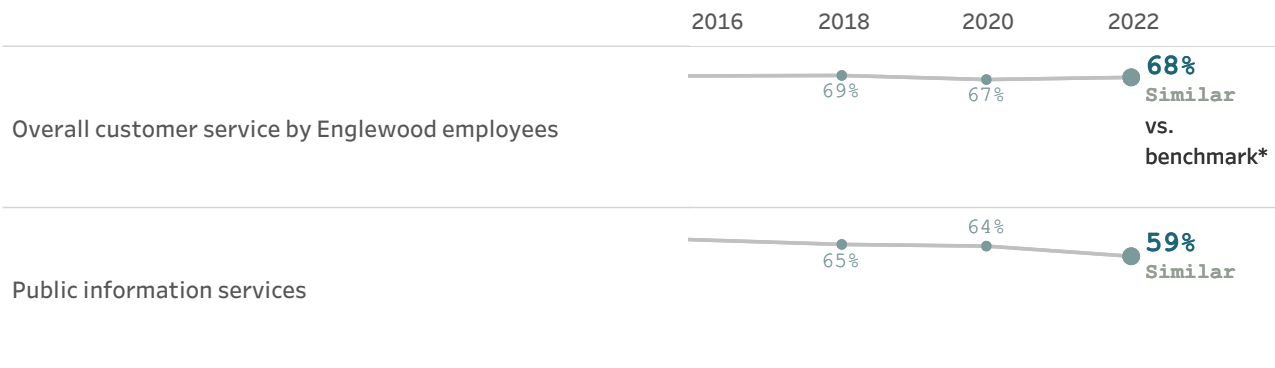 2016 2018 2020 2022
68%
69% 67% Similar
Overall customer service by Englewood employees vs.
benchmark*
64%
59%
65% Similar
Public information services